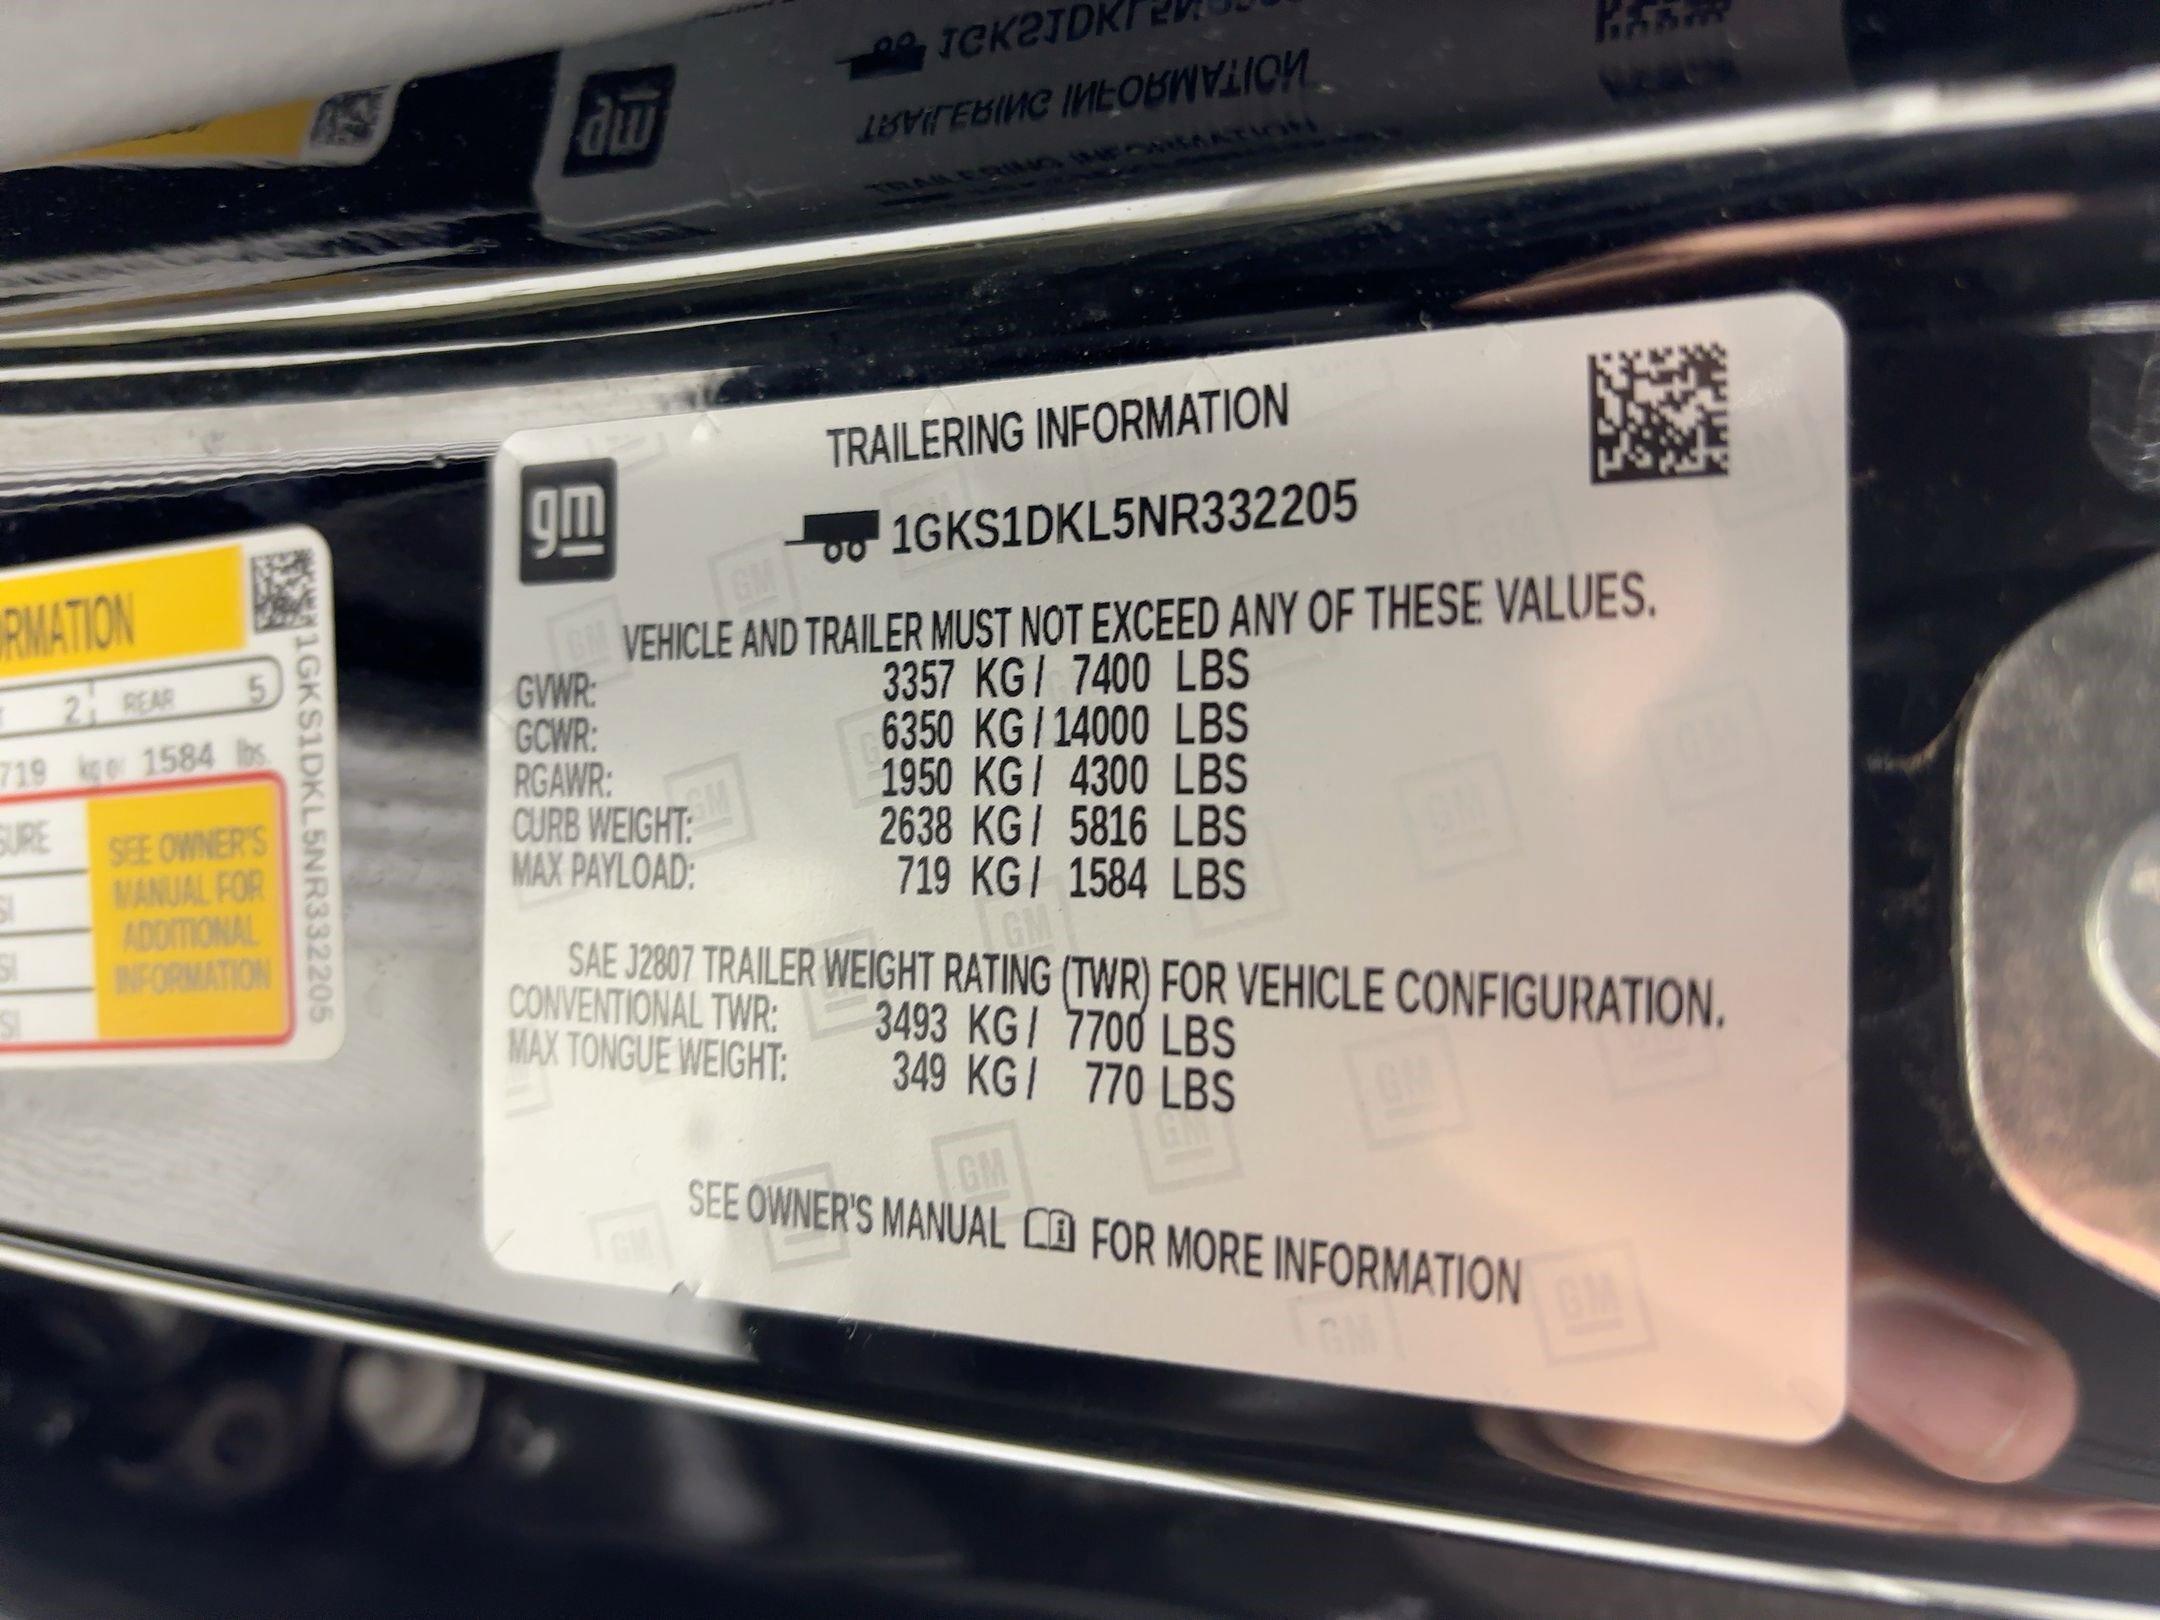 TRAILERING INFORMATION
gm
1GKS1DKL5NR332205
VEHICLE AND TRAILER MUST NOT EXCEED ANY OF THESE VALUES.
GVWR: 3357 KG / 7400 LBS
GCWR: 6350 KG / 14000 LBS
RGAWR: 1950 KG / 4300 LBS
CURB WEIGHT: 2638 KG / 5816 LBS
MAX PAYLOAD: 719 KG / 1584 LBS
SAE J2807 TRAILER WEIGHT RATING (TWR) FOR VEHICLE CONFIGURATION.
CONVENTIONAL TWR: 3493 KG / 7700 LBS
MAX TONGUE WEIGHT: 349 KG / 770 LBS
SEE OWNER'S MANUAL FOR MORE INFORMATION
2 REAR 5
719 kg or 1584 lbs.
SEE OWNER'S
MANUAL FOR
ADDITIONAL
INFORMATION
1GKS1DKL5NR332205